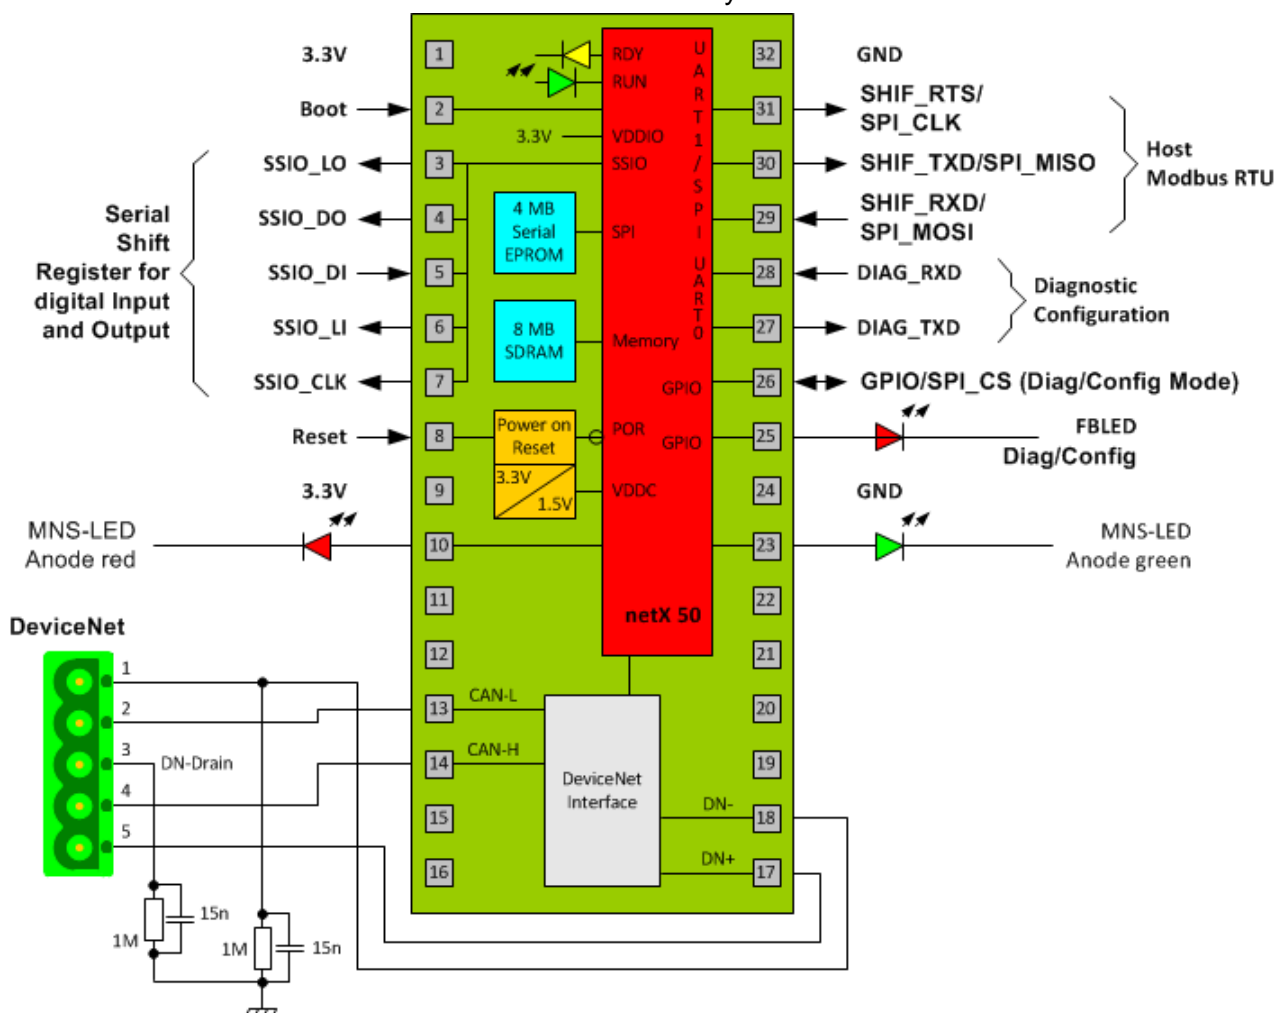 3.3V
Boot
SSIO_LO
SSIO_DO
SSIO_DI
SSIO_LI
SSIO_CLK
Serial
Shift
Register for
digital Input
and Output
Reset
3.3V
MNS-LED
Anode red
1
2
3
4
5
6
7
8
9
10
11
12
13
14
15
16
RDY
RUN
3.3V
VDDIO
SSIO
4 MB
Serial
EPROM
SPI
8 MB
SDRAM
Memory
GPIO
Power on
Reset
POR
GPIO
3.3V
1.5V
VDDC
UART1/SPI
UART0
netX 50
CAN-L
CAN-H
DeviceNet
Interface
DN-
DN+
32
31
30
29
28
27
26
25
24
23
22
21
20
19
18
17
GND
SHIF_RTS/
SPI_CLK
SHIF_TXD/SPI_MISO
SHIF_RXD/
SPI_MOSI
Host
Modbus RTU
DIAG_RXD
DIAG_TXD
Diagnostic
Configuration
GPIO/SPI_CS (Diag/Config Mode)
FBLED
Diag/Config
GND
MNS-LED
Anode green
DeviceNet
1
2
3
DN-Drain
4
5
15n
1M
1M
15n